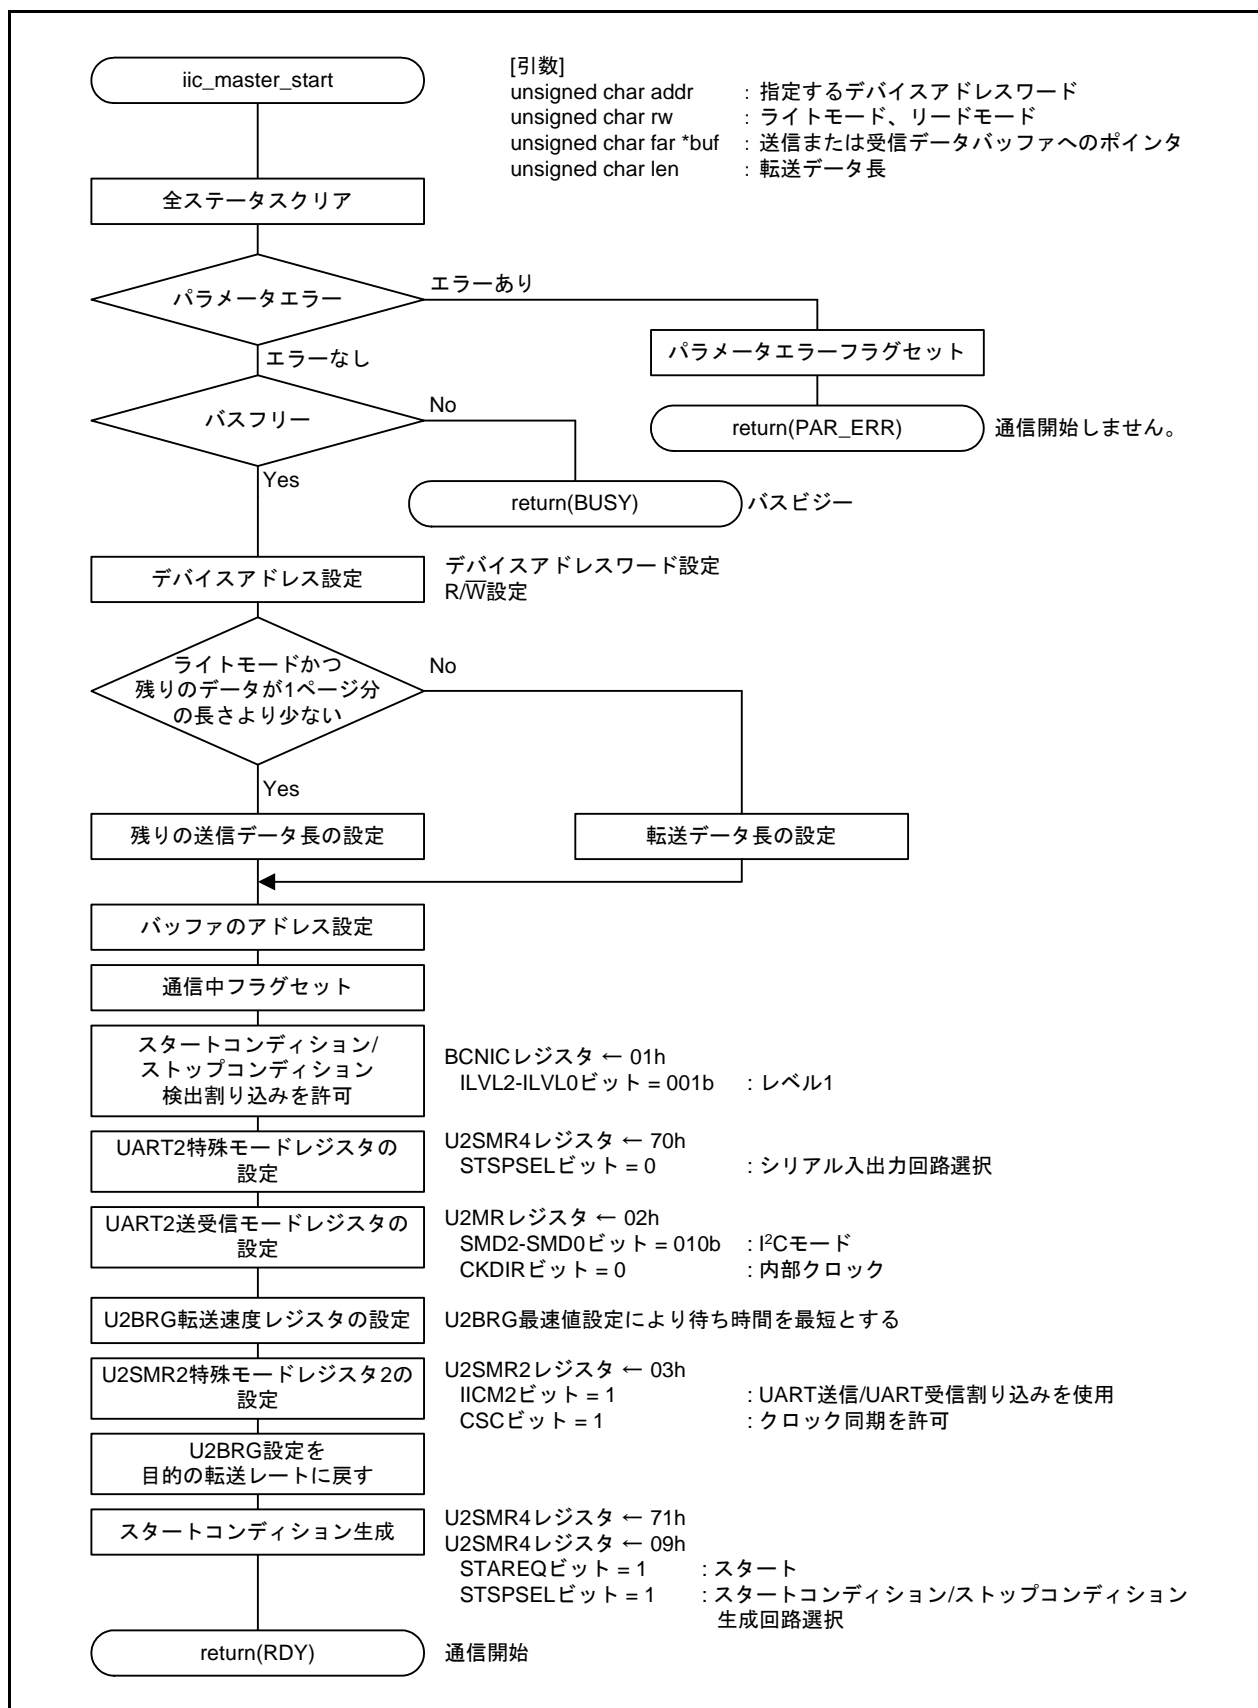 iic_master_start
[引数]
unsigned char addr : 指定するデバイスアドレスワード
unsigned char rw : ライトモード、リードモード
unsigned char far *buf : 送信または受信データバッファへのポインタ
unsigned char len : 転送データ長
全ステータスクリア
パラメータエラー
エラーあり
エラーなし
パラメータエラーフラグセット
return(PAR_ERR) 通信開始しません。
バスフリー
No
Yes
return(BUSY) バスビジー
デバイスアドレス設定
デバイスアドレスワード設定
R/W̅設定
ライトモードかつ
残りのデータが1ページ分
の長さより少ない
No
Yes
残りの送信データ長の設定
転送データ長の設定
バッファのアドレス設定
通信中フラグセット
スタートコンディション/
ストップコンディション
検出割り込みを許可
BCNICレジスタ ← 01h
ILVL2-ILVL0ビット = 001b : レベル1
UART2特殊モードレジスタの
設定
U2SMR4レジスタ ← 70h
STSPSELビット = 0 : シリアル入出力回路選択
UART2送受信モードレジスタの
設定
U2MRレジスタ ← 02h
SMD2-SMD0ビット = 010b : I²Cモード
CKDIRビット = 0 : 内部クロック
U2BRG転送速度レジスタの設定
U2BRG最速値設定により待ち時間を最短とする
U2SMR2特殊モードレジスタ2の
設定
U2SMR2レジスタ ← 03h
IICM2ビット = 1 : UART送信/UART受信割り込みを使用
CSCビット = 1 : クロック同期を許可
U2BRG設定を
目的の転送レートに戻す
スタートコンディション生成
U2SMR4レジスタ ← 71h
U2SMR4レジスタ ← 09h
STAREQビット = 1 : スタート
STSPSELビット = 1 : スタートコンディション/ストップコンディション
生成回路選択
return(RDY) 通信開始